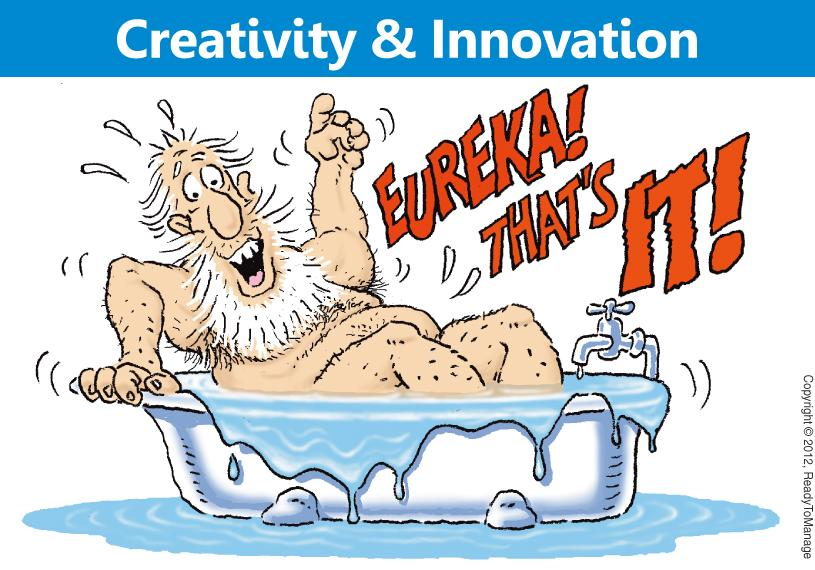 Creativity & Innovation
EUREKA!
THAT'S
IT!
Copyright © 2012, ReadyToManage